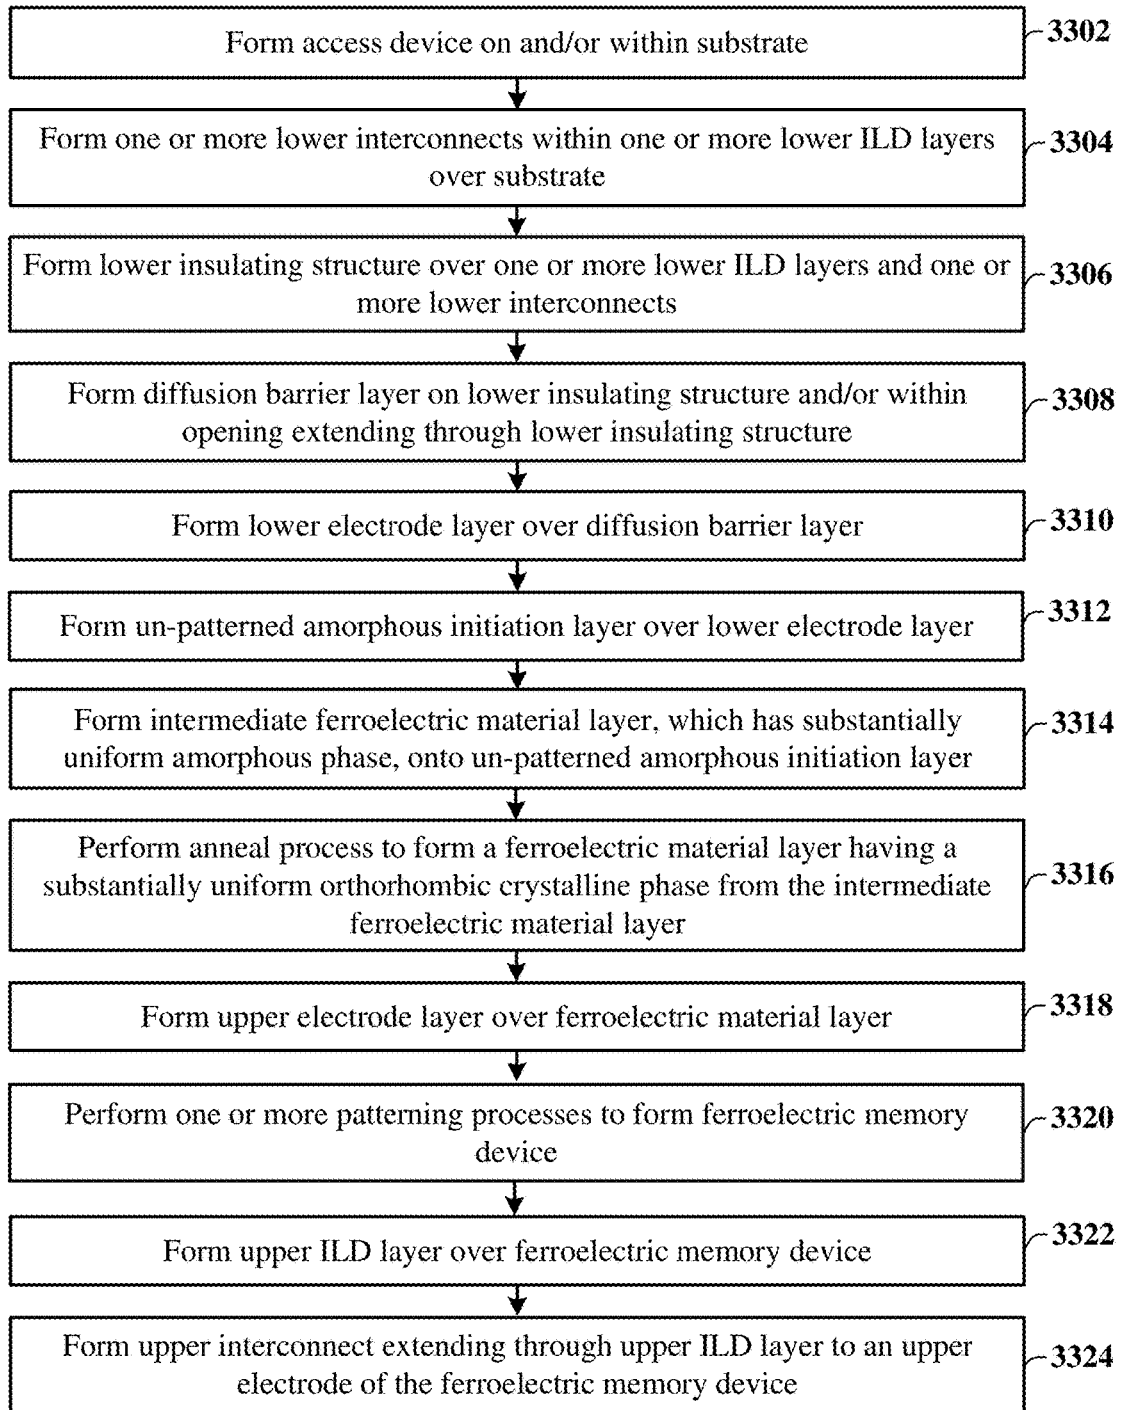 Form access device on and/or within substrate
3302
Form one or more lower interconnects within one or more lower ILD layers
over substrate
3304
Form lower insulating structure over one or more lower ILD layers and one or
more lower interconnects
3306
Form diffusion barrier layer on lower insulating structure and/or within
opening extending through lower insulating structure
3308
Form lower electrode layer over diffusion barrier layer
3310
Form un-patterned amorphous initiation layer over lower electrode layer
3312
Form intermediate ferroelectric material layer, which has substantially
uniform amorphous phase, onto un-patterned amorphous initiation layer
3314
Perform anneal process to form a ferroelectric material layer having a
substantially uniform orthorhombic crystalline phase from the intermediate
ferroelectric material layer
3316
Form upper electrode layer over ferroelectric material layer
3318
Perform one or more patterning processes to form ferroelectric memory
device
3320
Form upper ILD layer over ferroelectric memory device
3322
Form upper interconnect extending through upper ILD layer to an upper
electrode of the ferroelectric memory device
3324